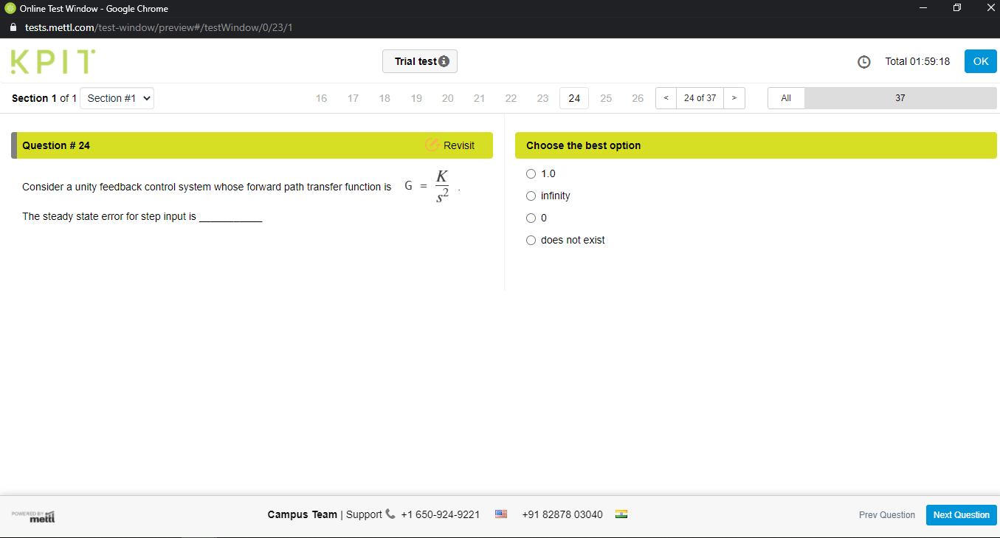 Online Test Window - Google Chrome
tests.mettl.com/test-window/preview#/testWindow/0/23/1
KPIT
Trial test
Total 01:59:18
OK
Section 1 of 1 Section #1
16 17 18 19 20 21 22 23 24 25 26 < 24 of 37 > All 37
Question # 24
Revisit
Consider a unity feedback control system whose forward path transfer function is G = K/s² .
The steady state error for step input is ___________
Choose the best option
1.0
infinity
0
does not exist
POWERED BY
mettl
Campus Team | Support +1 650-924-9221 +91 82878 03040
Prev Question
Next Question